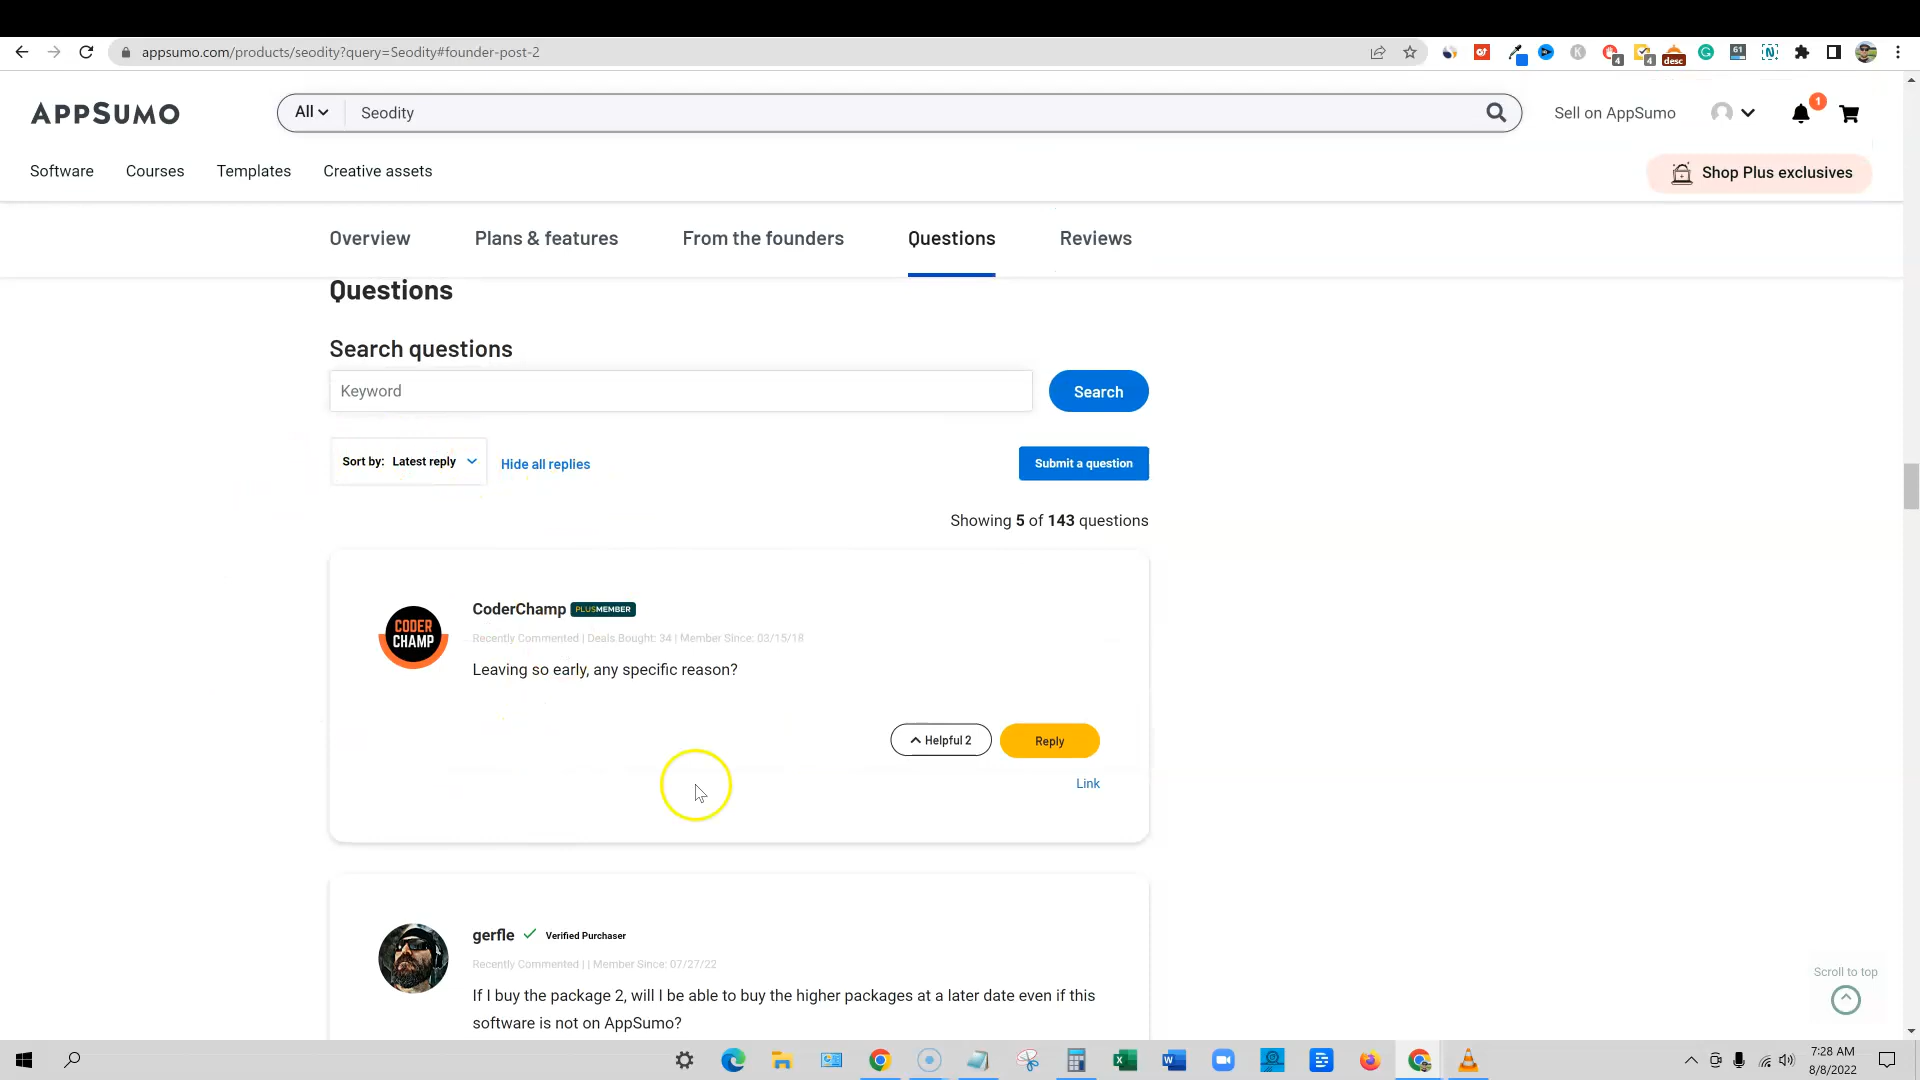 appsumo.com/products/seodity?query=Seodity#founder-post-2
4
4
desc
61
N
APPSUMO
All
Seodity
Sell on AppSumo
1
Software
Courses
Templates
Creative assets
Shop Plus exclusives
Overview
Plans & features
From the founders
Questions
Reviews
Questions
Search questions
Keyword
Search
Sort by: Latest reply
Hide all replies
Submit a question
Showing 5 of 143 questions
CODER
CHAMP
CoderChamp PLUSMEMBER
Recently Commented | Deals Bought: 34 | Member Since: 03/15/18
Leaving so early, any specific reason?
Helpful 2
Reply
Link
gerfle Verified Purchaser
Recently Commented | | Member Since: 07/27/22
If I buy the package 2, will I be able to buy the higher packages at a later date even if this
software is not on AppSumo?
Scroll to top
7:28 AM
8/8/2022